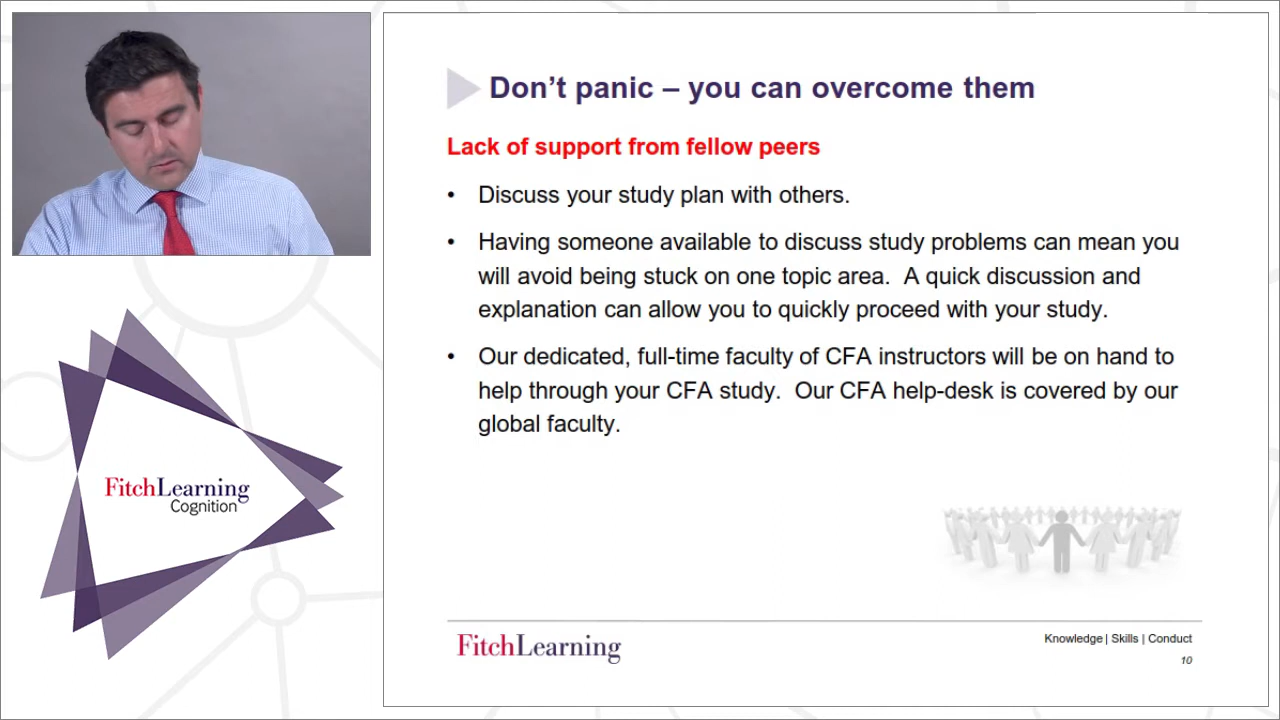 Don’t panic – you can overcome them
Lack of support from fellow peers
• Discuss your study plan with others.
• Having someone available to discuss study problems can mean you
will avoid being stuck on one topic area.  A quick discussion and
explanation can allow you to quickly proceed with your study.
• Our dedicated, full-time faculty of CFA instructors will be on hand to
help through your CFA study.  Our CFA help-desk is covered by our
global faculty.
FitchLearning
Cognition
FitchLearning
Knowledge | Skills | Conduct
10